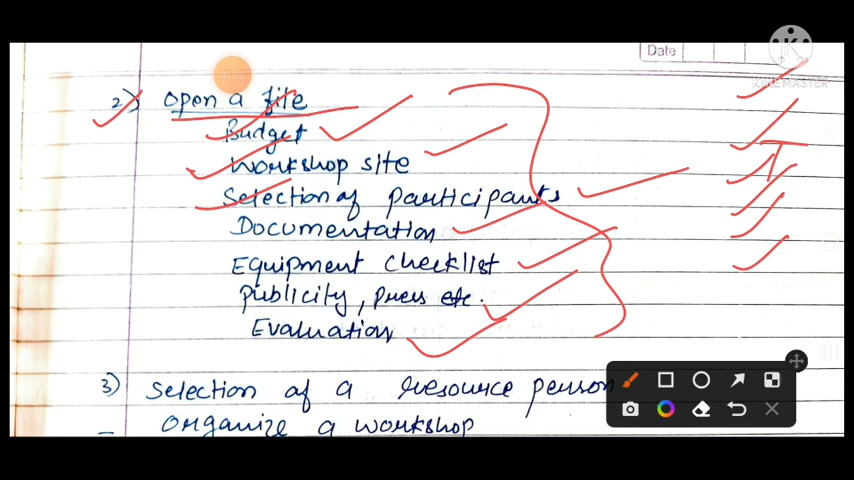 Date
KINEMASTER
2) open a file
Budget
Workshop site
Selection of participants
Documentation
Equipment checklist
publicity, press etc.
Evaluation
3) Selection of a resource person
- organize a workshop